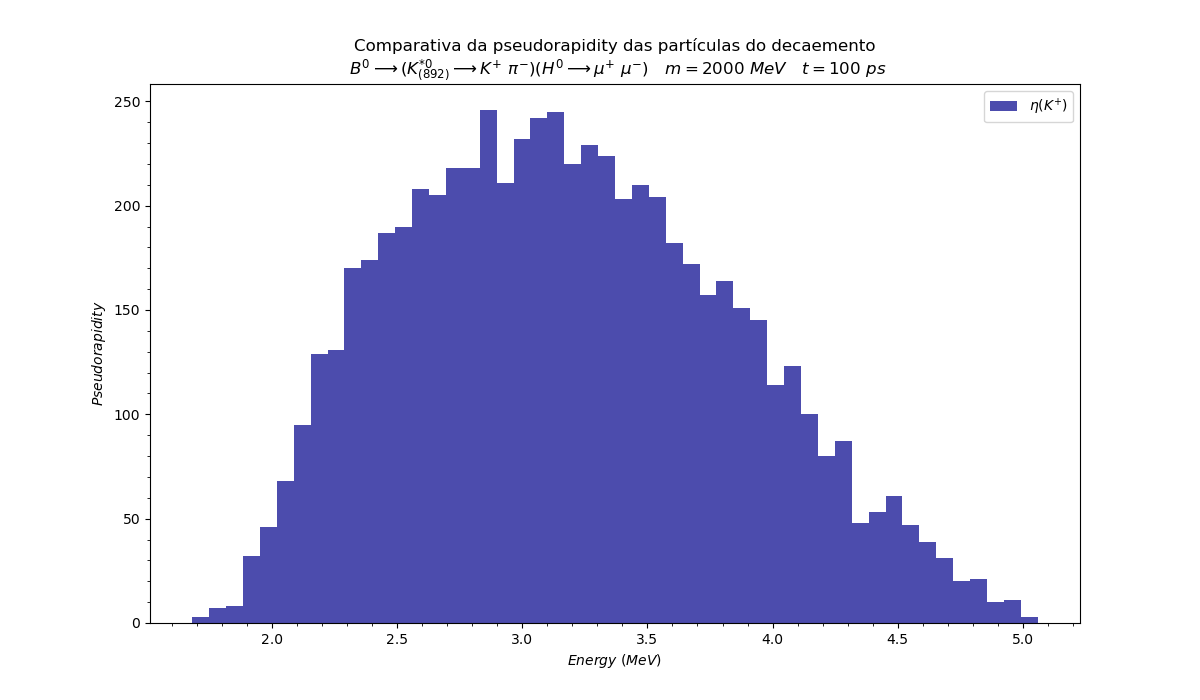 Comparativa da pseudorapidity das partículas do decaemento
B⁰ ⟶ (K*⁰₍₈₉₂₎ ⟶ K⁺ π⁻)(H⁰ ⟶ μ⁺ μ⁻) m = 2000 MeV t = 100 ps
η(K⁺)
250
200
150
100
50
0
Pseudorapidity
2.0 2.5 3.0 3.5 4.0 4.5 5.0
Energy (MeV)